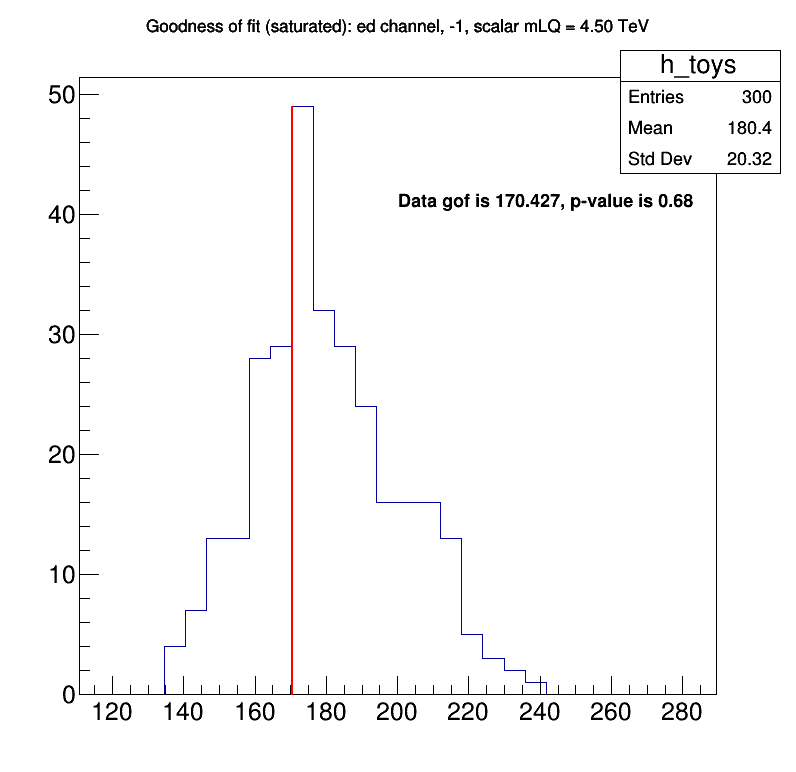 Goodness of fit (saturated): ed channel, -1, scalar mLQ = 4.50 TeV
h_toys
Entries 300
Mean 180.4
Std Dev 20.32
Data gof is 170.427, p-value is 0.68
50
40
30
20
10
0
120 140 160 180 200 220 240 260 280